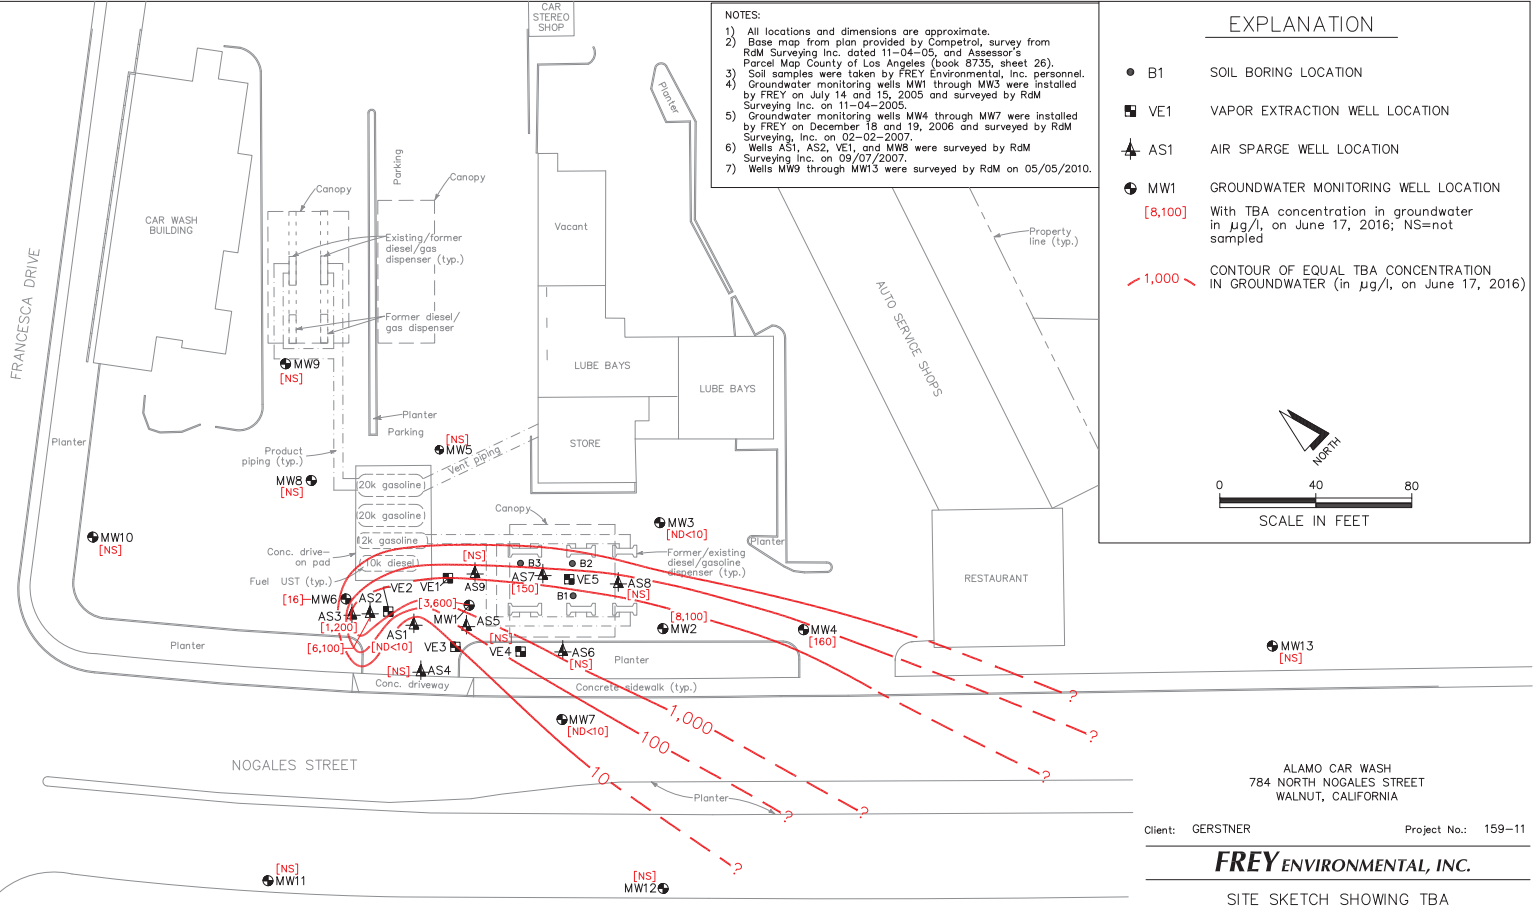 CAR
STEREO
SHOP
NOTES:
1) All locations and dimensions are approximate.
2) Base map from plan provided by Competrol, survey from
RdM Surveying Inc. dated 11-04-05, and Assessor's
Parcel Map County of Los Angeles (book 8735, sheet 26).
3) Soil samples were taken by FREY Environmental, Inc. personnel.
4) Groundwater monitoring wells MW1 through MW3 were installed
by FREY on July 14 and 15, 2005 and surveyed by RdM
Surveying Inc. on 11-04-2005.
5) Groundwater monitoring wells MW4 through MW7 were installed
by FREY on December 18 and 19, 2006 and surveyed by RdM
Surveying, Inc. on 02-02-2007.
6) Wells AS1, AS2, VE1, and MW8 were surveyed by RdM
Surveying Inc. on 09/07/2007.
7) Wells MW9 through MW13 were surveyed by RdM on 05/05/2010.
EXPLANATION
B1 SOIL BORING LOCATION
VE1 VAPOR EXTRACTION WELL LOCATION
AS1 AIR SPARGE WELL LOCATION
MW1 GROUNDWATER MONITORING WELL LOCATION
[8,100] With TBA concentration in groundwater
in µg/l, on June 17, 2016; NS=not
sampled
1,000 CONTOUR OF EQUAL TBA CONCENTRATION
IN GROUNDWATER (in µg/l, on June 17, 2016)
NORTH
0 40 80
SCALE IN FEET
Planter
Parking
Canopy
Canopy
CAR WASH
BUILDING
Vacant
Existing/former
diesel/gas
dispenser (typ.)
Property
line (typ.)
FRANCESCA DRIVE
AUTO SERVICE SHOPS
Former diesel/
gas dispenser
MW9
[NS]
LUBE BAYS
LUBE BAYS
Planter
Parking
Planter
[NS]
MW5
STORE
Product
piping (typ.)
Vent piping
MW8
[NS]
20k gasoline
20k gasoline
12k gasoline
10k diesel
Canopy
MW3
[ND<10]
MW10
[NS]
Planter
Conc. drive-
on pad
Fuel UST (typ.)
Former/existing
diesel/gasoline
dispenser (typ.)
[NS]
AS9
B3
B2
AS7
[150]
VE5
AS8
[NS]
B1
RESTAURANT
VE2
VE1
[16]
MW6
AS2
AS3
[1,200]
[3,600]
MW1
AS5
AS1
[8,100]
MW2
MW4
[160]
[6,100]
[ND<10]
VE3
[NS]
VE4
AS6
[NS]
[NS]
AS4
Planter
Planter
MW13
[NS]
Conc. driveway
Concrete sidewalk (typ.)
MW7
[ND<10]
1,000
100
10
?
?
?
?
?
?
NOGALES STREET
Planter
[NS]
MW11
[NS]
MW12
ALAMO CAR WASH
784 NORTH NOGALES STREET
WALNUT, CALIFORNIA
Client: GERSTNER Project No.: 159-11
FREY ENVIRONMENTAL, INC.
SITE SKETCH SHOWING TBA